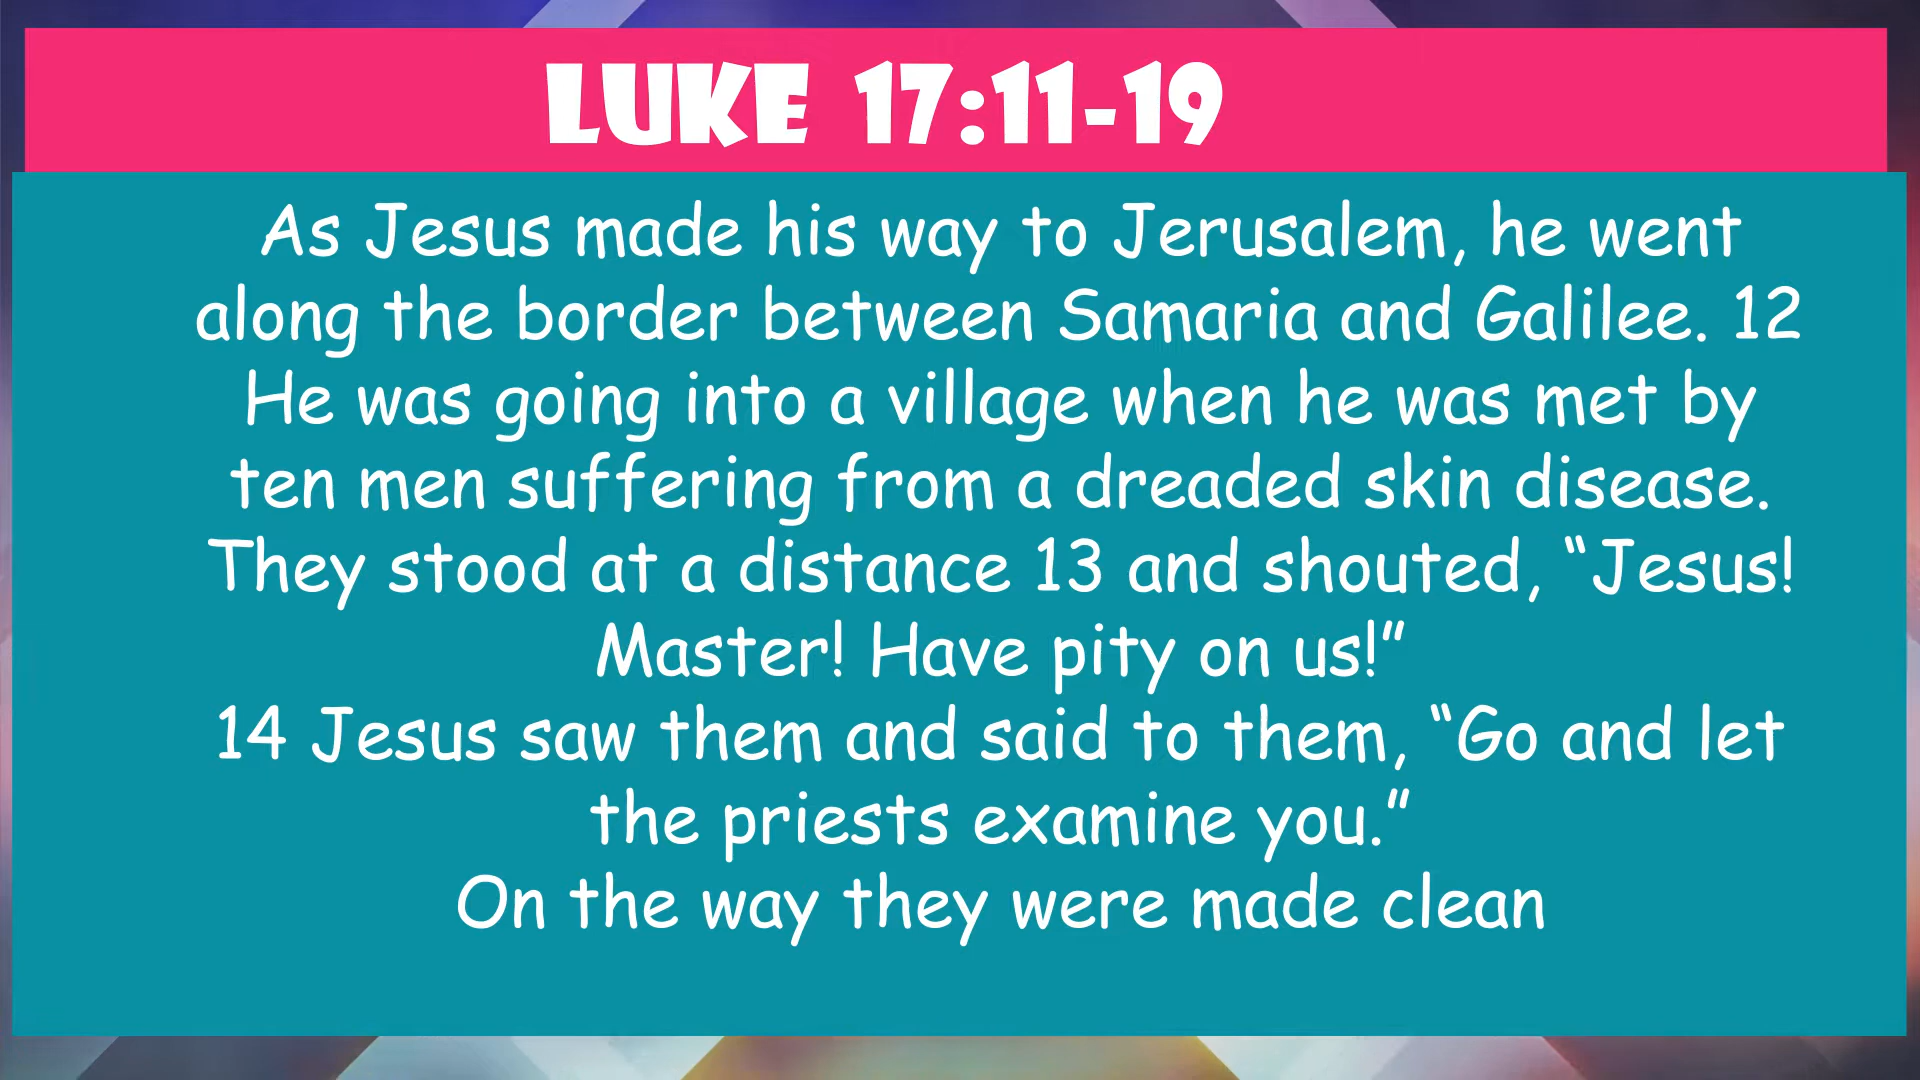 LUKE 17:11-19
As Jesus made his way to Jerusalem, he went
along the border between Samaria and Galilee. 12
He was going into a village when he was met by
ten men suffering from a dreaded skin disease.
They stood at a distance 13 and shouted, “Jesus!
Master! Have pity on us!”
14 Jesus saw them and said to them, “Go and let
the priests examine you.”
On the way they were made clean